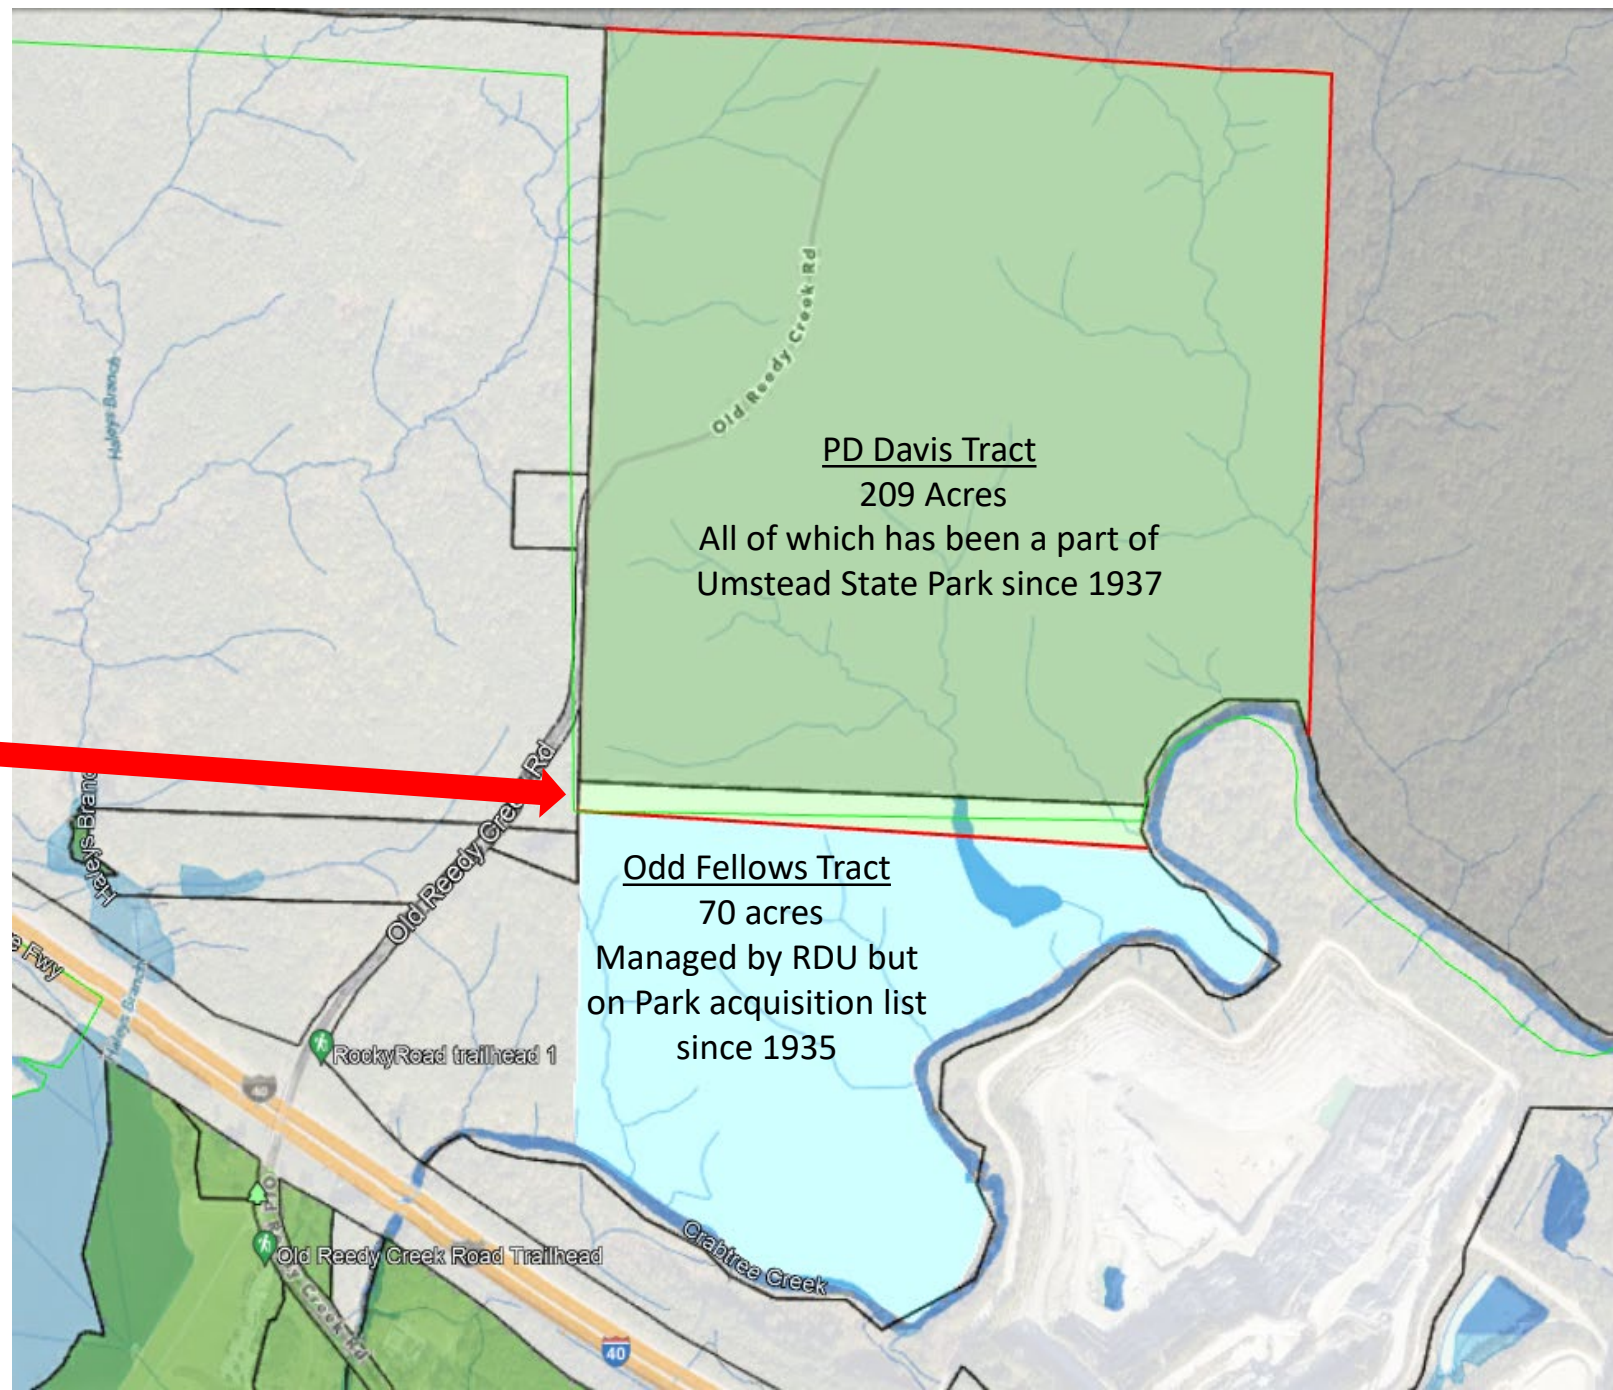 Old Reedy Creek Rd
Haleys Branch
PD Davis Tract
209 Acres
All of which has been a part of
Umstead State Park since 1937
Old Reedy Creek Rd
Haleys Branch
Odd Fellows Tract
70 acres
Managed by RDU but
on Park acquisition list
since 1935
Fwy
Haleys Branch
RockyRoad trailhead 1
40
Old Reedy Creek Road Trailhead
Crabtree Creek
Creek Rd
40